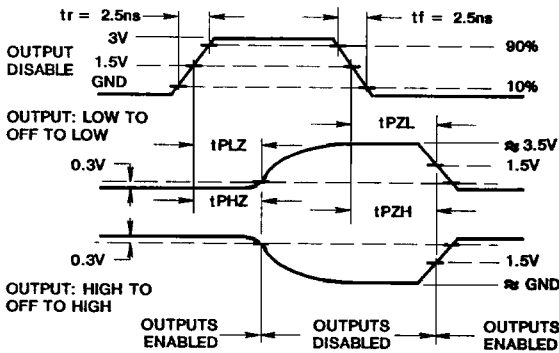 tr = 2.5ns
tf = 2.5ns
3V
OUTPUT
DISABLE
1.5V
GND
90%
10%
OUTPUT: LOW TO
OFF TO LOW
tPLZ
tPZL
≈ 3.5V
1.5V
0.3V
tPHZ
tPZH
0.3V
1.5V
OUTPUT: HIGH TO
OFF TO HIGH
≈ GND
OUTPUTS
ENABLED
OUTPUTS
DISABLED
OUTPUTS
ENABLED